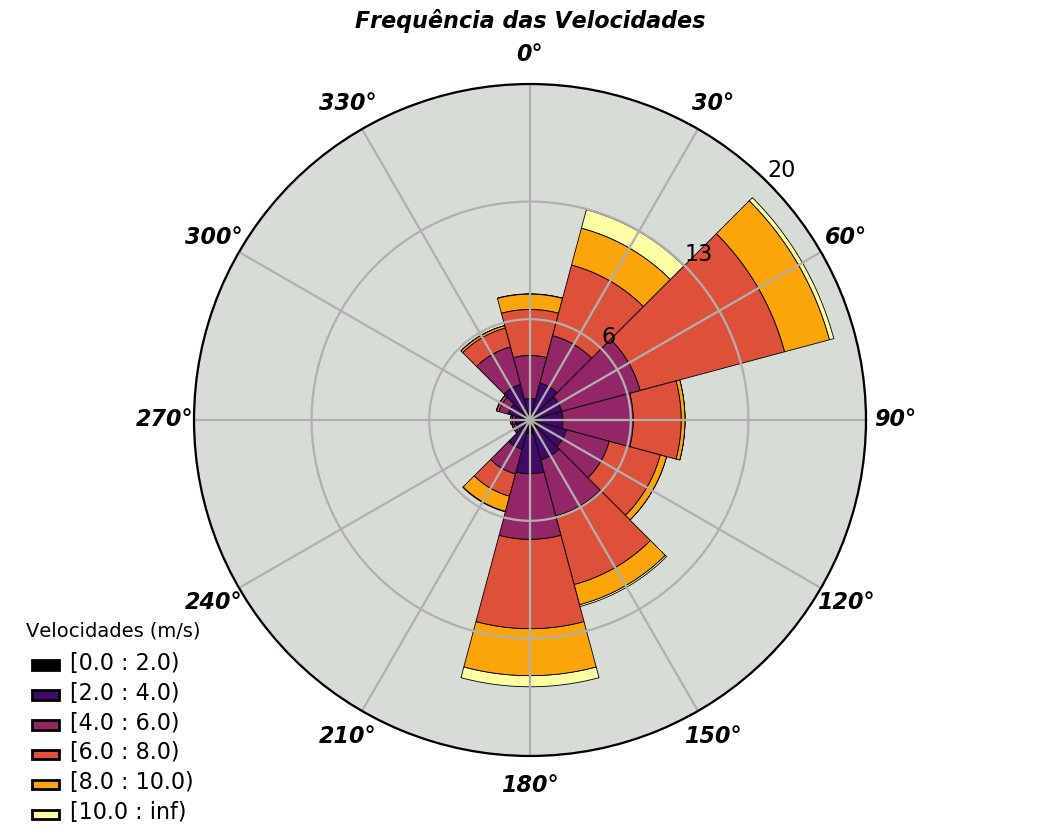 Frequência das Velocidades
0°
330°
30°
20
300°
60°
13
6
270°
90°
240°
120°
Velocidades (m/s)
[0.0 : 2.0)
[2.0 : 4.0)
[4.0 : 6.0)
210°
150°
[6.0 : 8.0)
[8.0 : 10.0)
180°
[10.0 : inf)